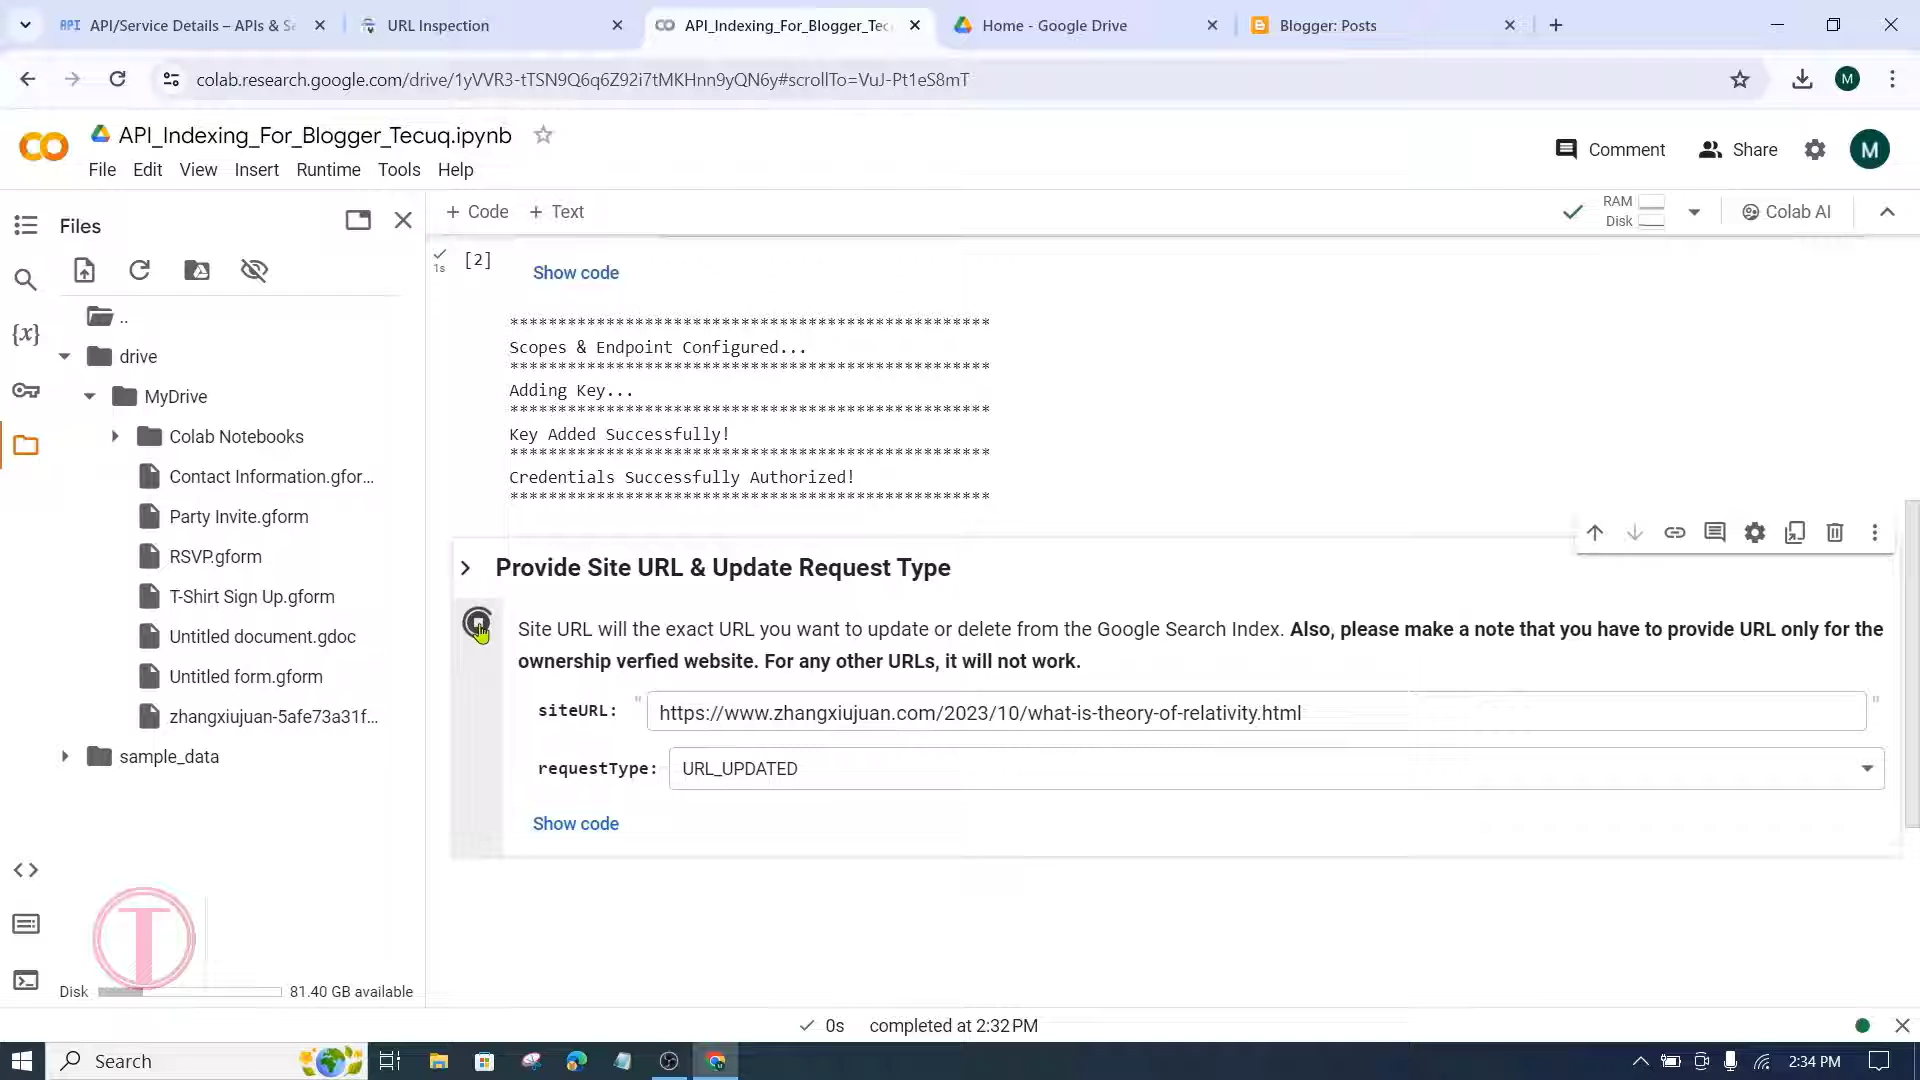 API API/Service Details – APIs & Se
URL Inspection
API_Indexing_For_Blogger_Tec
Home - Google Drive
Blogger: Posts
colab.research.google.com/drive/1yVVR3-tTSN9Q6q6Z92i7tMKHnn9yQN6y#scrollTo=VuJ-Pt1eS8mT
M
API_Indexing_For_Blogger_Tecuq.ipynb
File Edit View Insert Runtime Tools Help
Comment
Share
M
Files
+ Code + Text
RAM
Disk
Colab AI
..
drive
MyDrive
Colab Notebooks
Contact Information.gfor...
Party Invite.gform
RSVP.gform
T-Shirt Sign Up.gform
Untitled document.gdoc
Untitled form.gform
zhangxiujuan-5afe73a31f...
sample_data
{x}
Disk
81.40 GB available
T
1s
[2]
Show code
**************************************************
Scopes & Endpoint Configured...
**************************************************
Adding Key...
**************************************************
Key Added Successfully!
**************************************************
Credentials Successfully Authorized!
**************************************************
Provide Site URL & Update Request Type
Site URL will the exact URL you want to update or delete from the Google Search Index. Also, please make a note that you have to provide URL only for the
ownership verfied website. For any other URLs, it will not work.
siteURL: " https://www.zhangxiujuan.com/2023/10/what-is-theory-of-relativity.html "
requestType: URL_UPDATED
Show code
0s completed at 2:32 PM
Search
2:34 PM